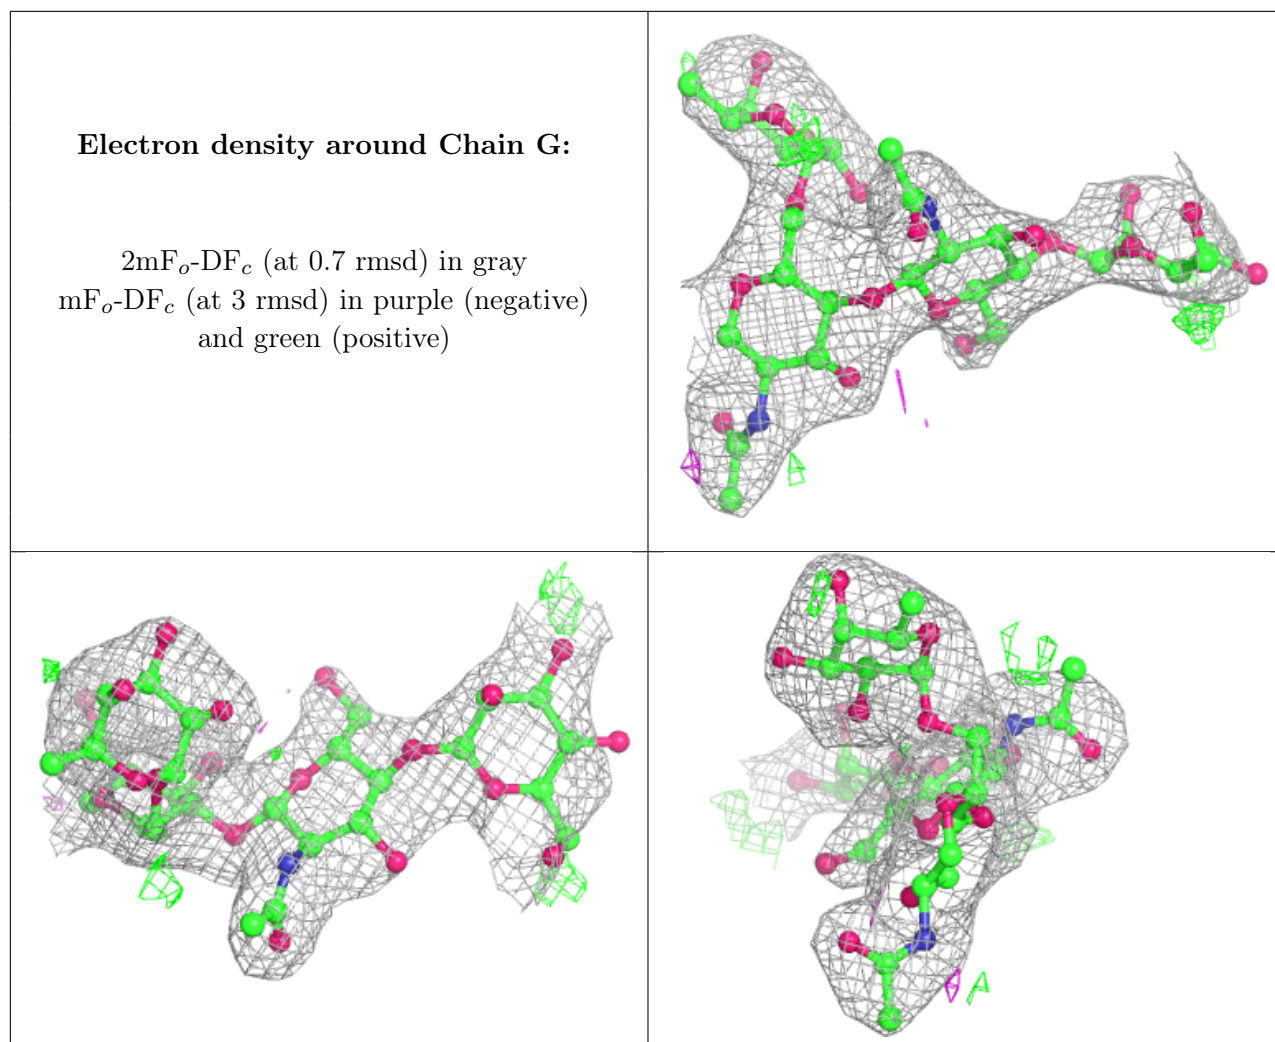 Electron density around Chain G:
2mFₒ-DF𝒸 (at 0.7 rmsd) in gray
mFₒ-DF𝒸 (at 3 rmsd) in purple (negative)
and green (positive)